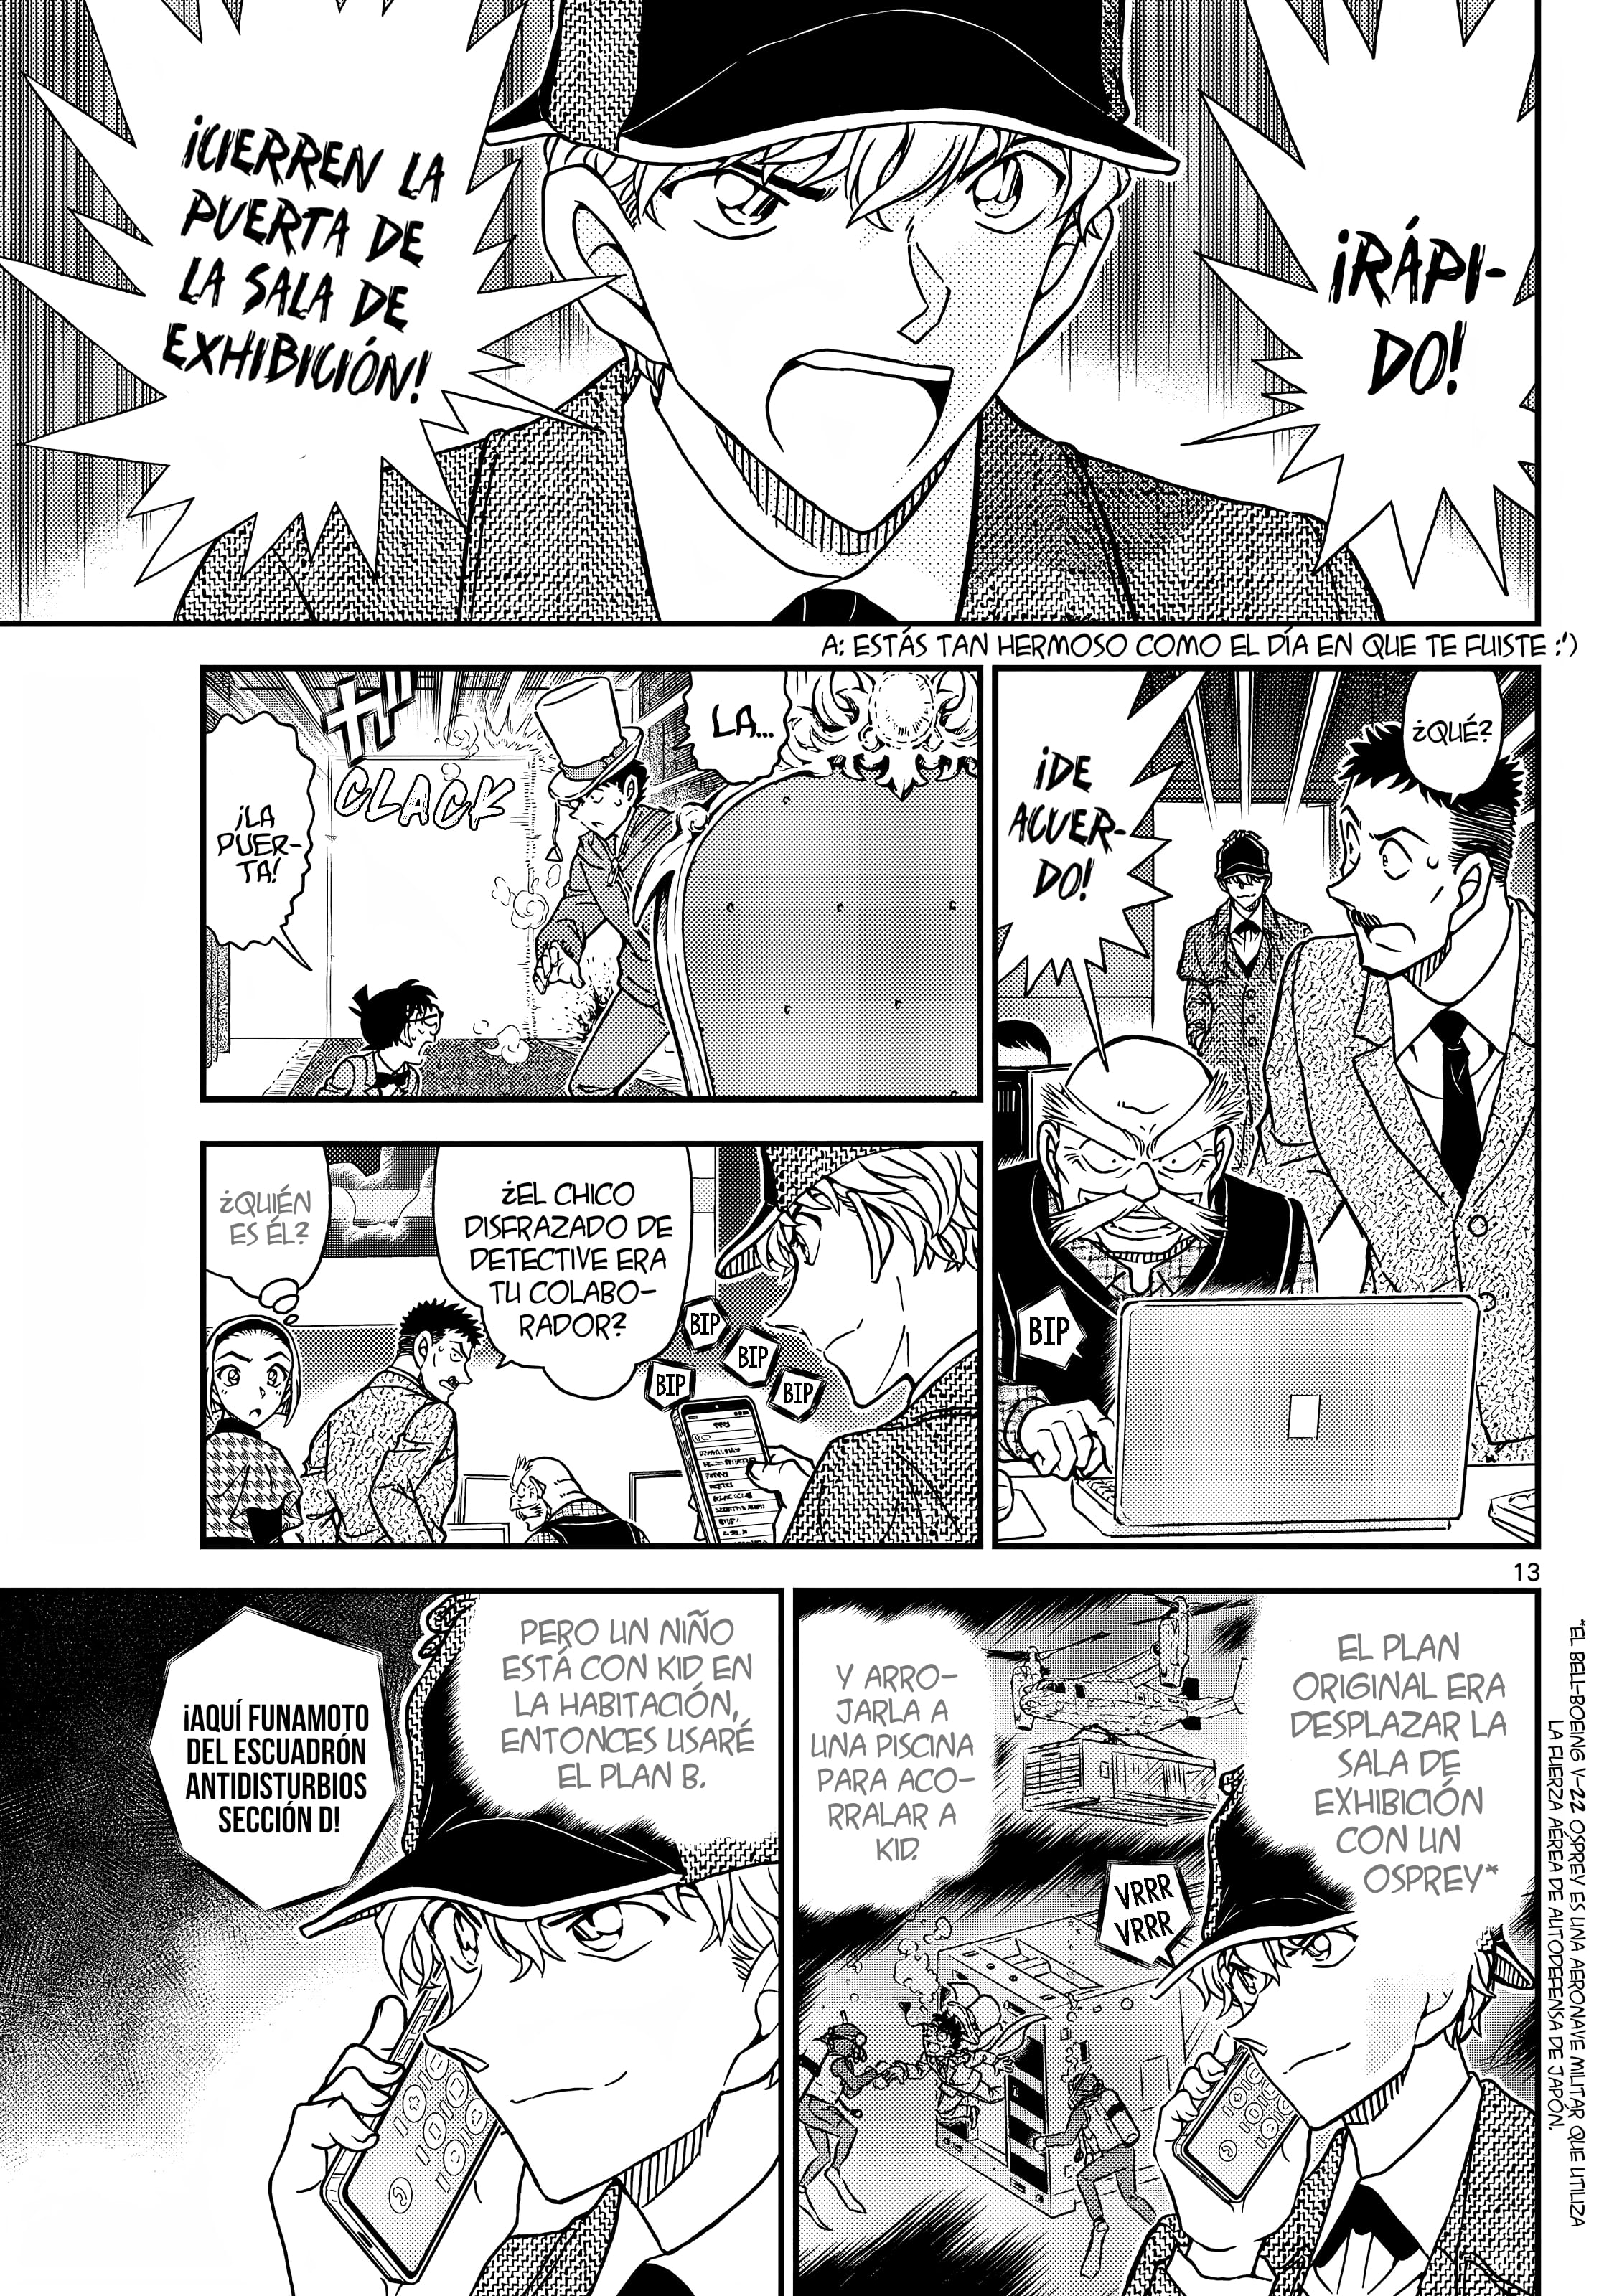 ¡RÁPI-
DO!
¡CIERREN LA
PUERTA DE
LA SALA DE
EXHIBICIÓN!
A: ESTÁS TAN HERMOSO COMO EL DÍA EN QUE TE FUISTE :')
¿QUÉ?
¡DE
ACUER-
DO!
BIP
LA...
CLACK
¡LA
PUER-
TA!
¿EL CHICO
DISFRAZADO DE
DETECTIVE ERA
TU COLABO-
RADOR?
BIP
BIP
BIP
BIP
¿QUIÉN
ES ÉL?
13
EL PLAN
ORIGINAL ERA
DESPLAZAR LA
SALA DE
EXHIBICIÓN
CON UN
OSPREY*
Y ARRO-
JARLA A
UNA PISCINA
PARA ACO-
RRALAR A
KID.
VRRR
VRRR
*EL BELL-BOEING V-22 OSPREY ES UNA AERONAVE MILITAR QUE UTILIZA
LA FUERZA AÉREA DE AUTODEFENSA DE JAPÓN.
PERO UN NIÑO
ESTÁ CON KID EN
LA HABITACIÓN,
ENTONCES USARÉ
EL PLAN B.
¡AQUÍ FUNAMOTO
DEL ESCUADRÓN
ANTIDISTURBIOS
SECCIÓN D!